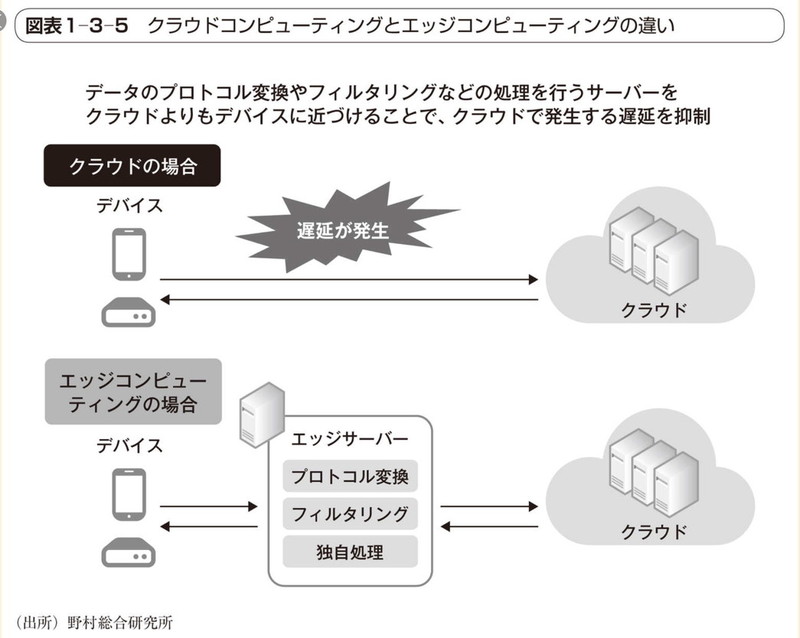 図表1-3-5 クラウドコンピューティングとエッジコンピューティングの違い
データのプロトコル変換やフィルタリングなどの処理を行うサーバーを
クラウドよりもデバイスに近づけることで、クラウドで発生する遅延を抑制
クラウドの場合
デバイス
遅延が発生
クラウド
エッジコンピュー
ティングの場合
デバイス
エッジサーバー
プロトコル変換
フィルタリング
独自処理
クラウド
（出所）野村総合研究所